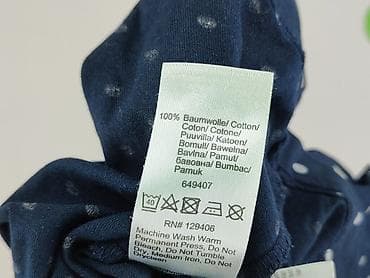 100% Baumwolle/ Cotton/
Coton/ Cotone/
Puuvilla/ Katoen/
Bomull/ Bawełna/
Bavlna/ Pamut/
бавовна/ Bumbac/
Pamuk
649407
40
RN# 129406
Machine Wash Warm
Permanent Press, Do Not
Bleach, Do Not Tumble
Dry, Medium Iron, Do Not
Dryclean